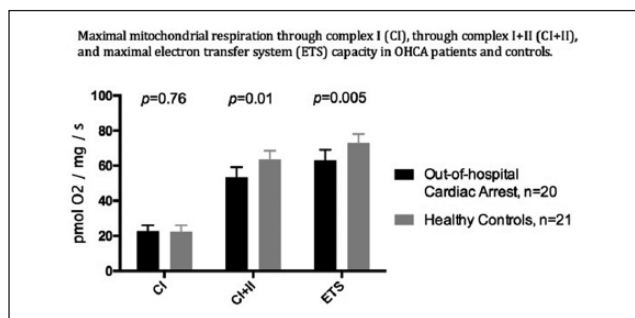 Maximal mitochondrial respiration through complex I (CI), through complex I+II (CI+II),
and maximal electron transfer system (ETS) capacity in OHCA patients and controls.
p=0.76
p=0.01
p=0.005
pmol O2 / mg / s
100
80
60
40
20
0
CI
CI+II
ETS
Out-of-hospital
Cardiac Arrest, n=20
Healthy Controls, n=21